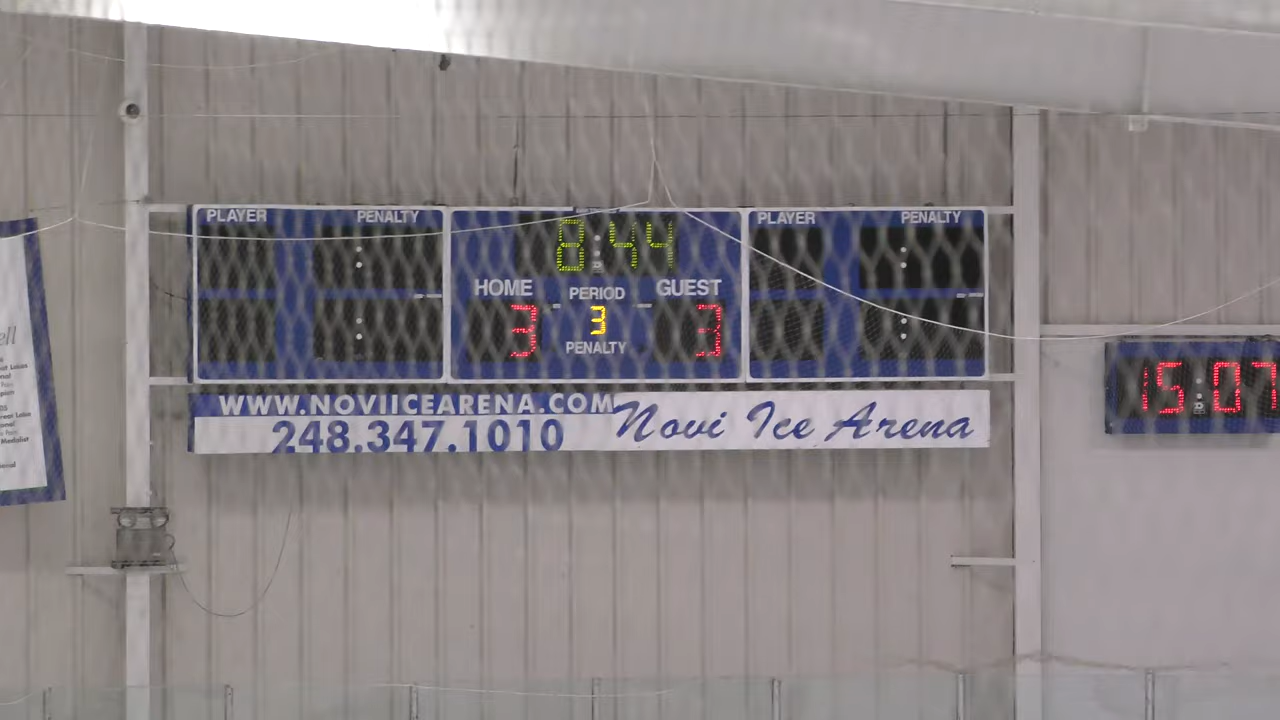 PLAYER PENALTY
8:44
PLAYER PENALTY
HOME PERIOD GUEST
3 3 3
PENALTY
WWW.NOVIICEARENA.COM
248.347.1010
Novi Ice Arena
15:07
ell